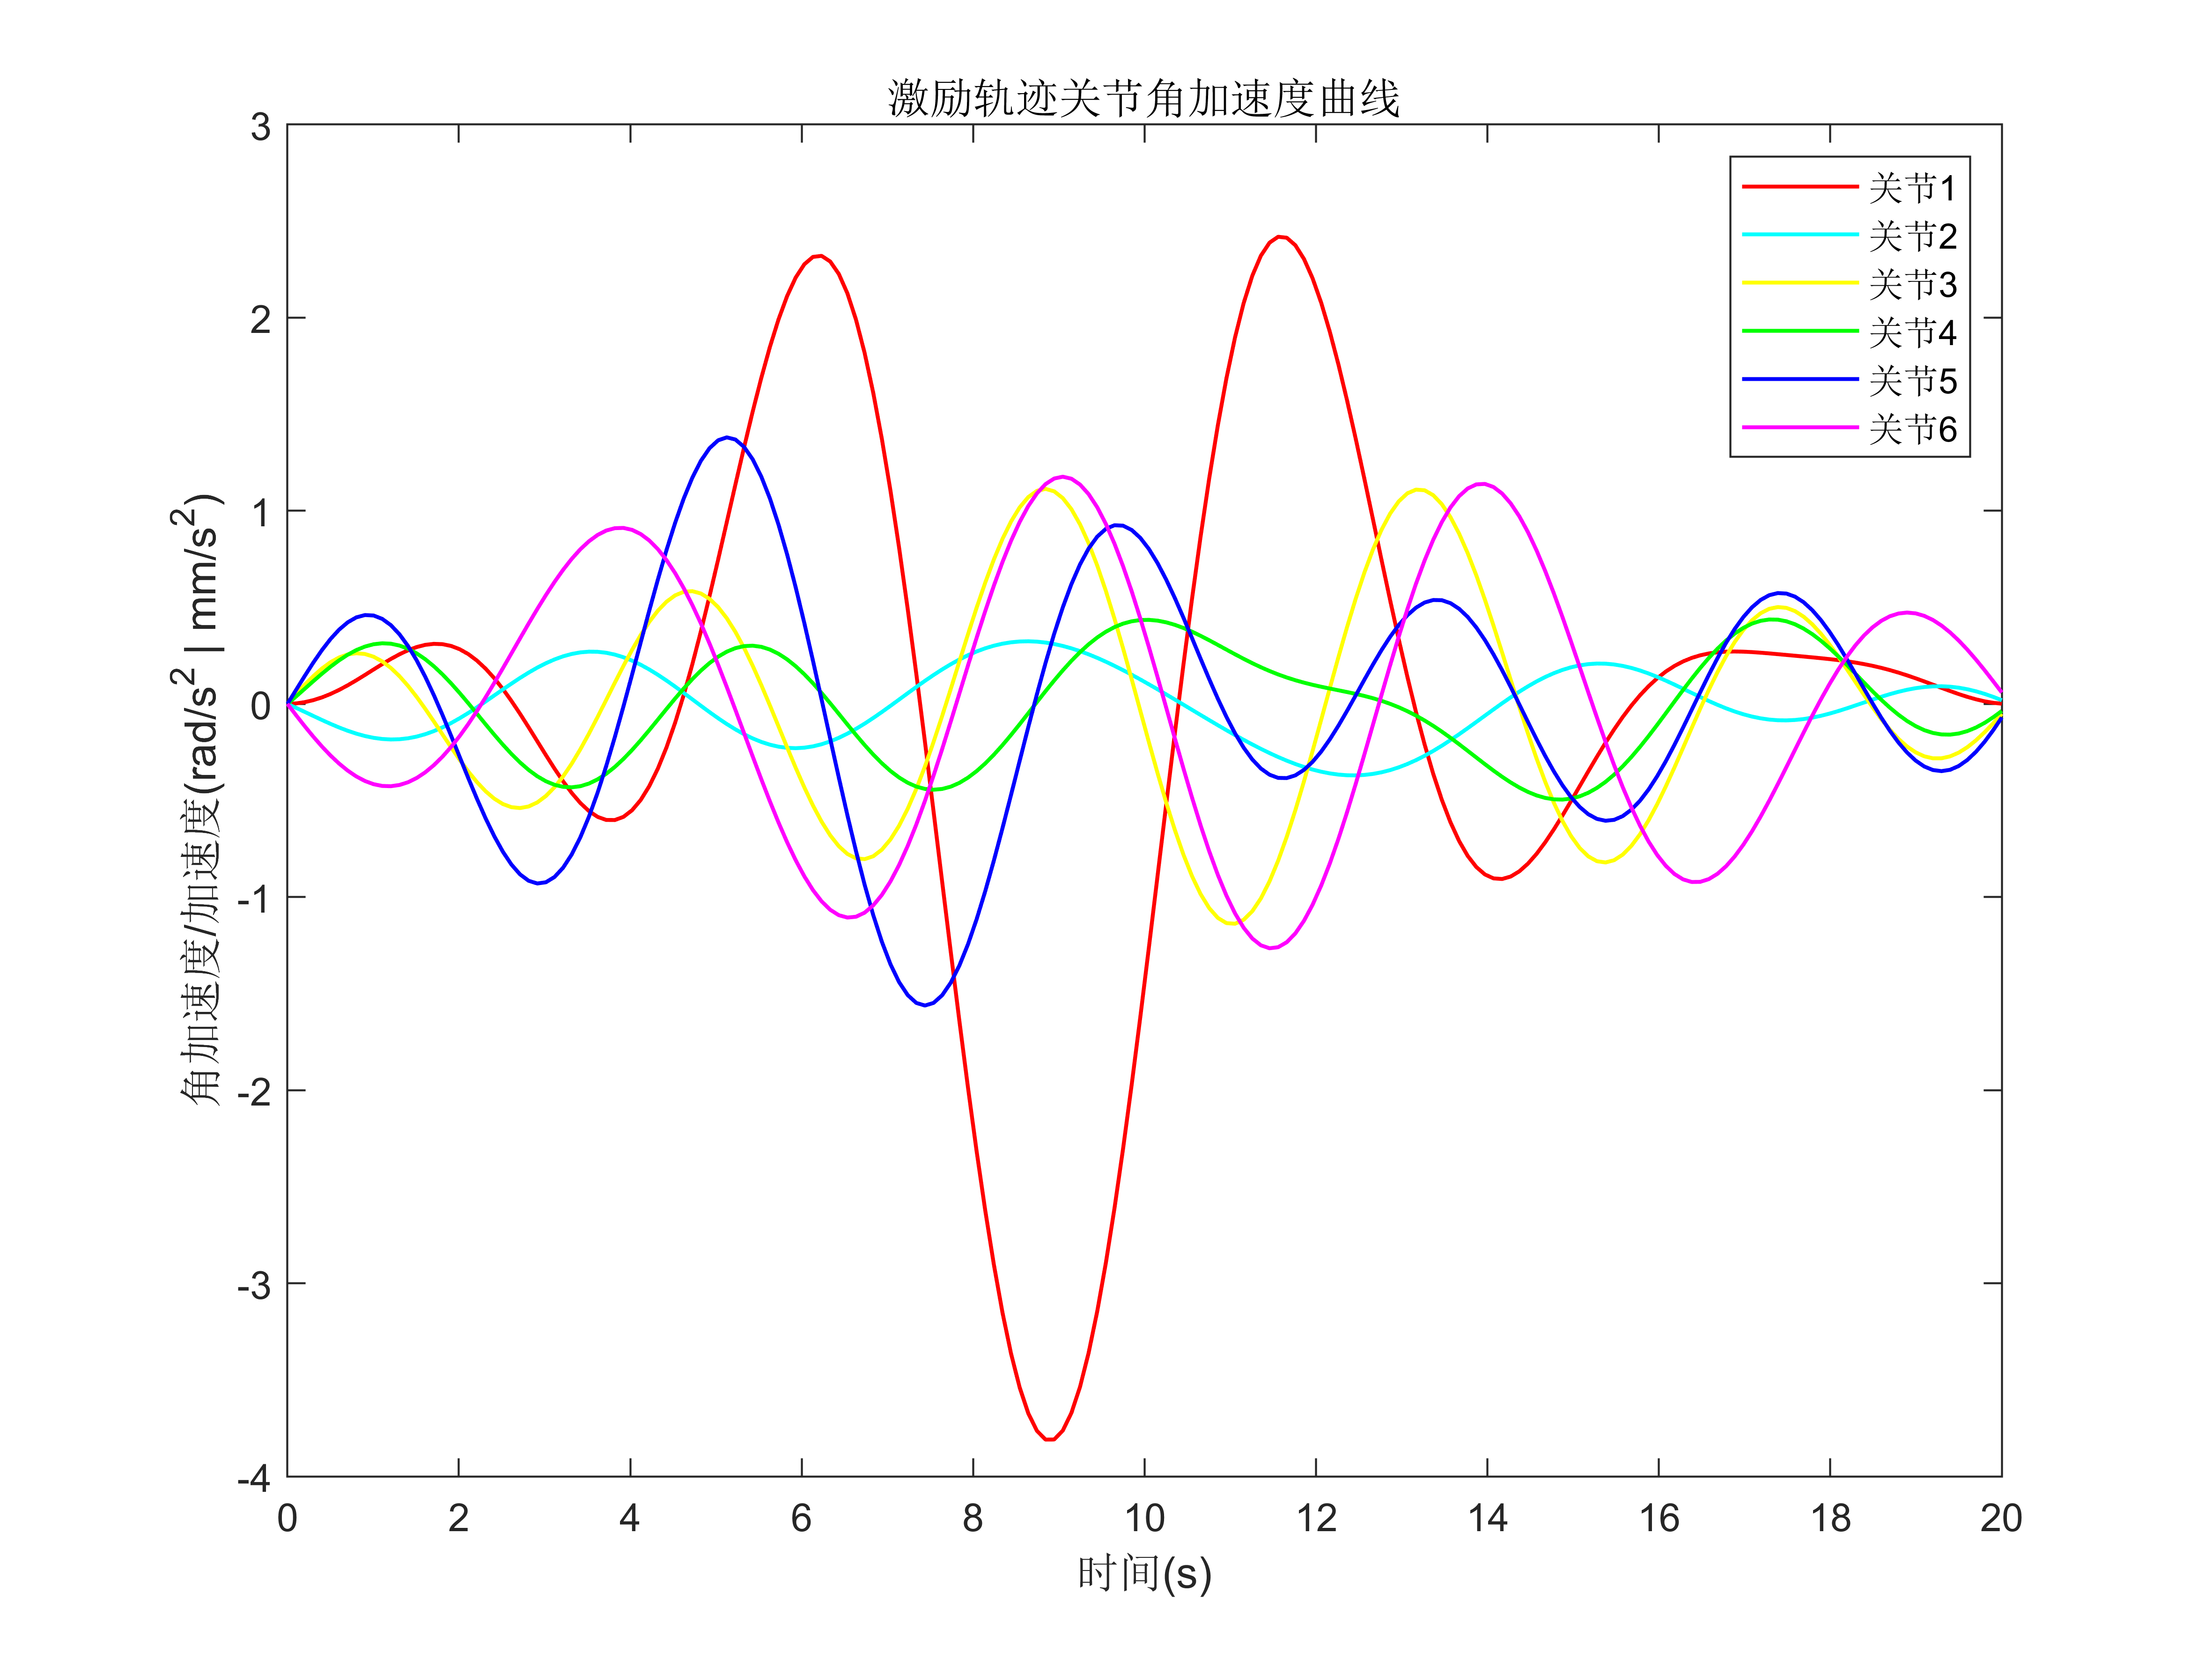 激励轨迹关节角加速度曲线
3
2
1
0
-1
-2
-3
-4
角加速度/加速度(rad/s² | mm/s²)
关节1
关节2
关节3
关节4
关节5
关节6
0 2 4 6 8 10 12 14 16 18 20
时间(s)